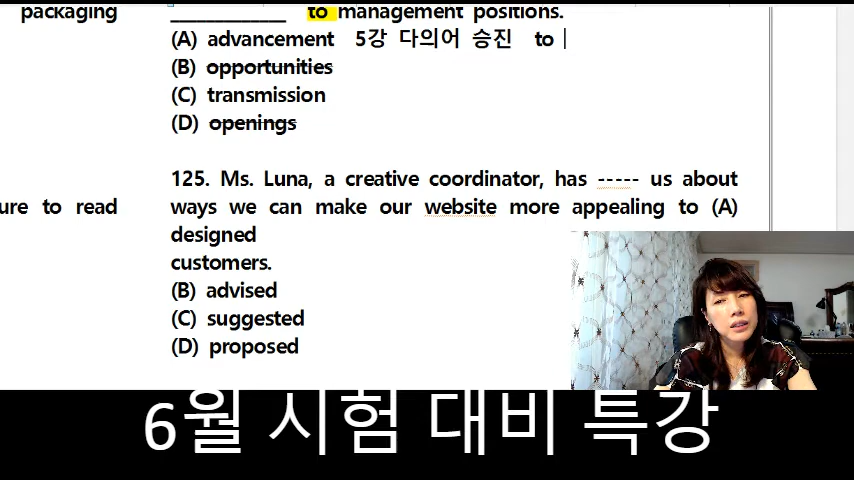 packaging
____________ to management positions.
(A) advancement 5강 다의어 승진 to
(B) opportunities
(C) transmission
(D) openings
125. Ms. Luna, a creative coordinator, has ----- us about
ure to read
ways we can make our website more appealing to (A)
designed
customers.
(B) advised
(C) suggested
(D) proposed
6월 시험 대비 특강